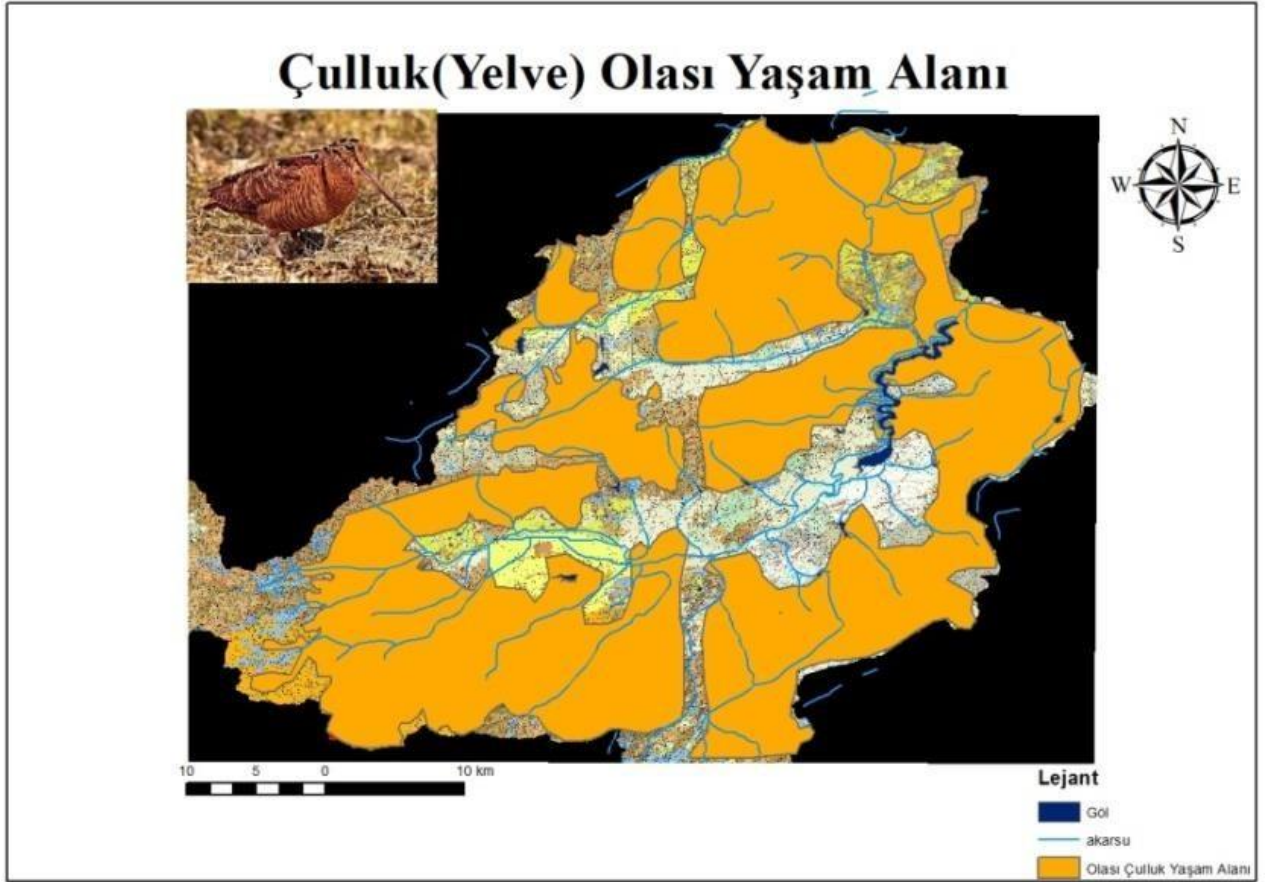 Çulluk(Yelve) Olası Yaşam Alanı
N
W E
S
10 5 0 10 km
Lejant
Göl
akarsu
Olası Çulluk Yaşam Alanı